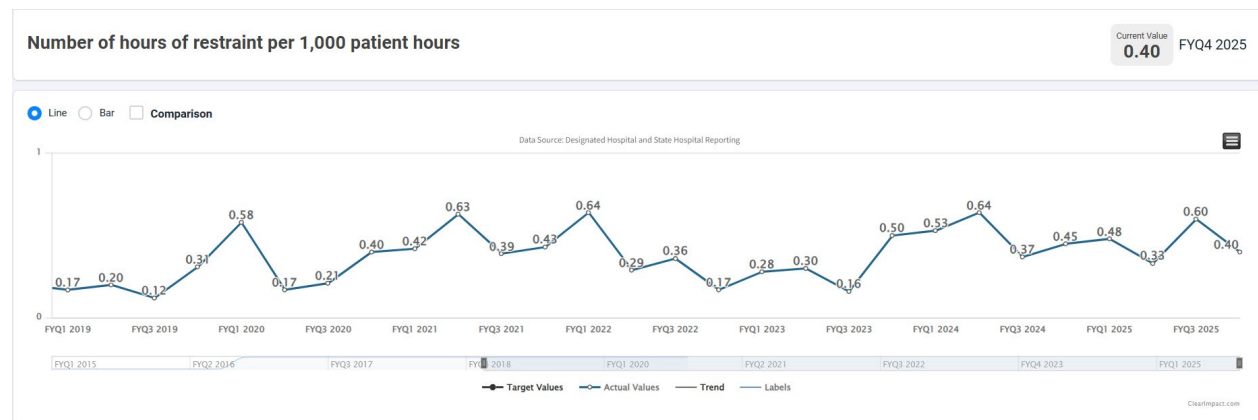 Number of hours of restraint per 1,000 patient hours
Current Value
0.40
FYQ4 2025
Line
Bar
Comparison
Data Source: Designated Hospital and State Hospital Reporting
1
0.17
0.20
0.12
0.31
0.58
0.17
0.21
0.40
0.42
0.63
0.39
0.43
0.64
0.29
0.36
0.17
0.28
0.30
0.16
0.50
0.53
0.64
0.37
0.45
0.48
0.33
0.60
0.40
0
FYQ1 2019 FYQ3 2019 FYQ1 2020 FYQ3 2020 FYQ1 2021 FYQ3 2021 FYQ1 2022 FYQ3 2022 FYQ1 2023 FYQ3 2023 FYQ1 2024 FYQ3 2024 FYQ1 2025 FYQ3 2025
FYQ1 2015 FYQ2 2016 FYQ3 2017 2018 FYQ1 2020 FYQ2 2021 FYQ3 2022 FYQ4 2023 FYQ1 2025
Target Values Actual Values Trend Labels
ClearImpact.com